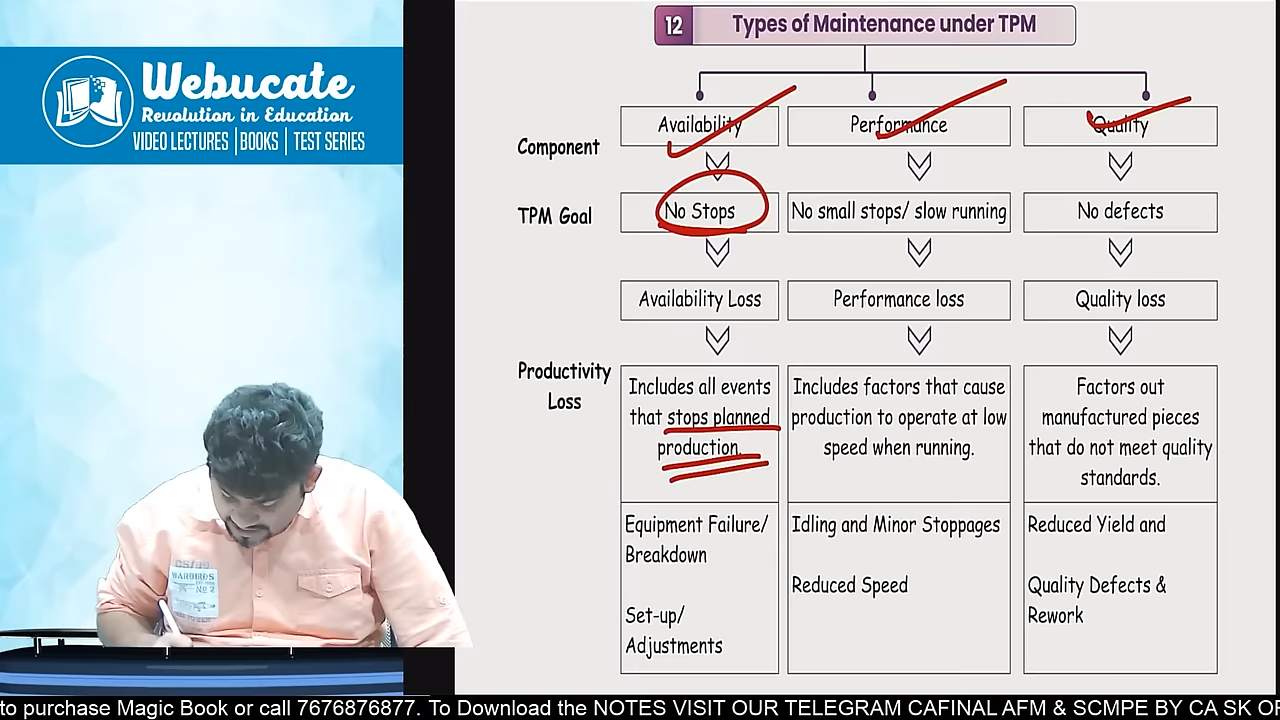 Webucate
Revolution in Education
VIDEO LECTURES | BOOKS | TEST SERIES
12 Types of Maintenance under TPM
Component
Availability
Performance
Quality
TPM Goal
No Stops
No small stops/ slow running
No defects
Availability Loss
Performance loss
Quality loss
Productivity
Loss
Includes all events
that stops planned
production.
Includes factors that cause
production to operate at low
speed when running.
Factors out
manufactured pieces
that do not meet quality
standards.
Equipment Failure/
Breakdown
Set-up/
Adjustments
Idling and Minor Stoppages
Reduced Speed
Reduced Yield and
Quality Defects &
Rework
WARBIRDS
No 2
to purchase Magic Book or call 7676876877. To Download the NOTES VISIT OUR TELEGRAM CAFINAL AFM & SCMPE BY CA SK OF